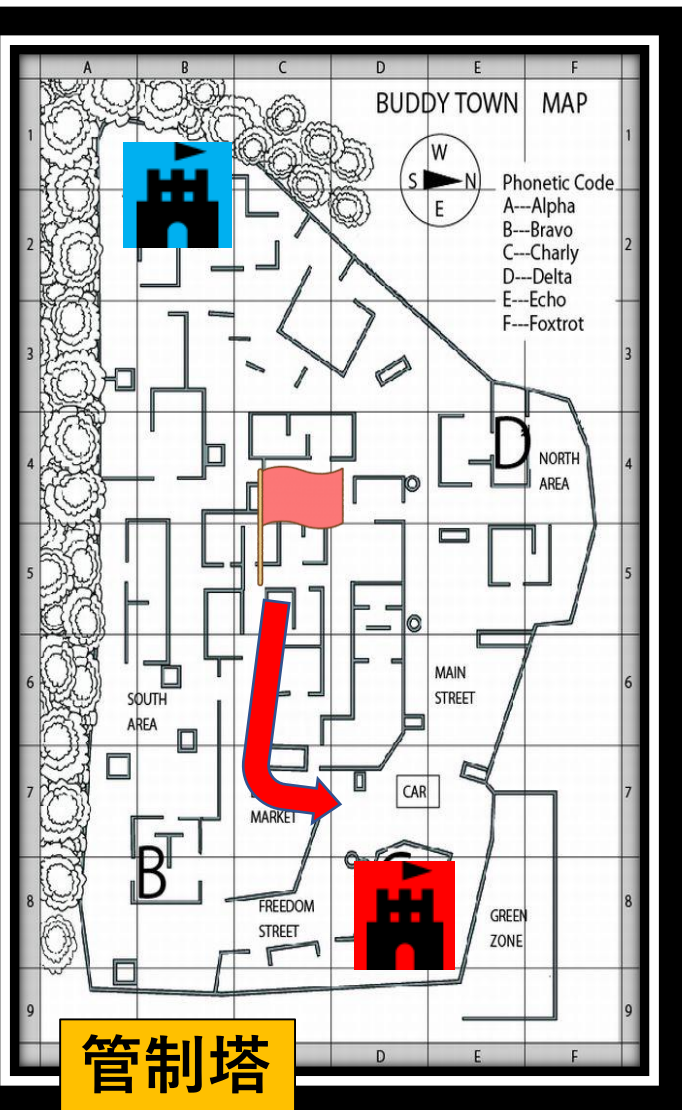 A B C D E F
BUDDY TOWN MAP
1 1
W
S N
E
Phonetic Code
A---Alpha
B---Bravo
C---Charly
D---Delta
E---Echo
F---Foxtrot
2 2
3 3
D
4 4
NORTH
AREA
5 5
6 6
MAIN
STREET
SOUTH
AREA
7 7
CAR
MARKET
B
8 8
FREEDOM
STREET
GREEN
ZONE
9 9
管制塔
D E F